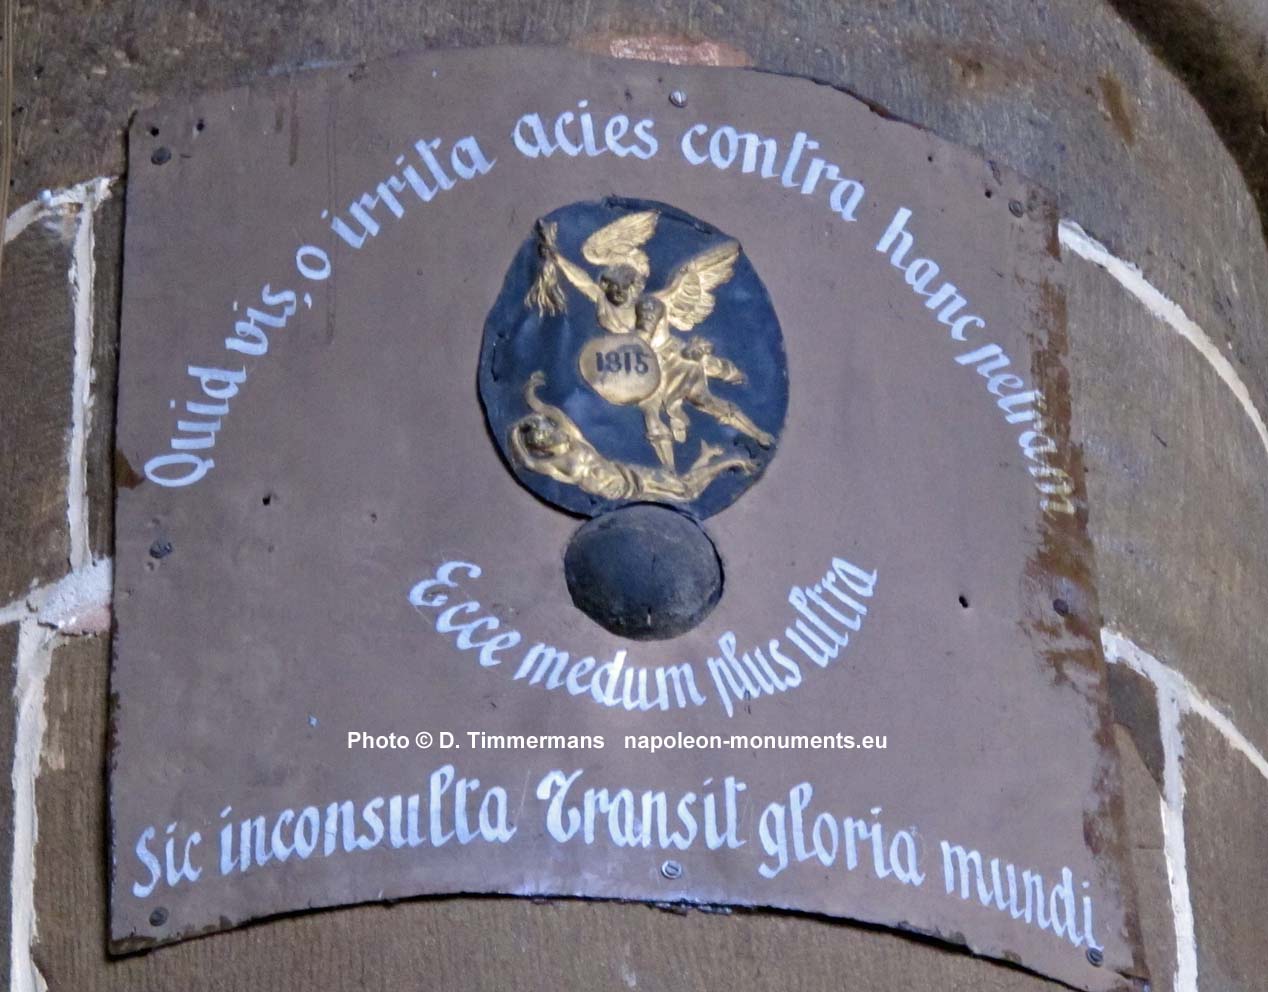 Quid vis, o irrita acies contra hanc petram
1815
Ecce medum plus ultra
Photo © D. Timmermans napoleon-monuments.eu
Sic inconsulta Transit gloria mundi